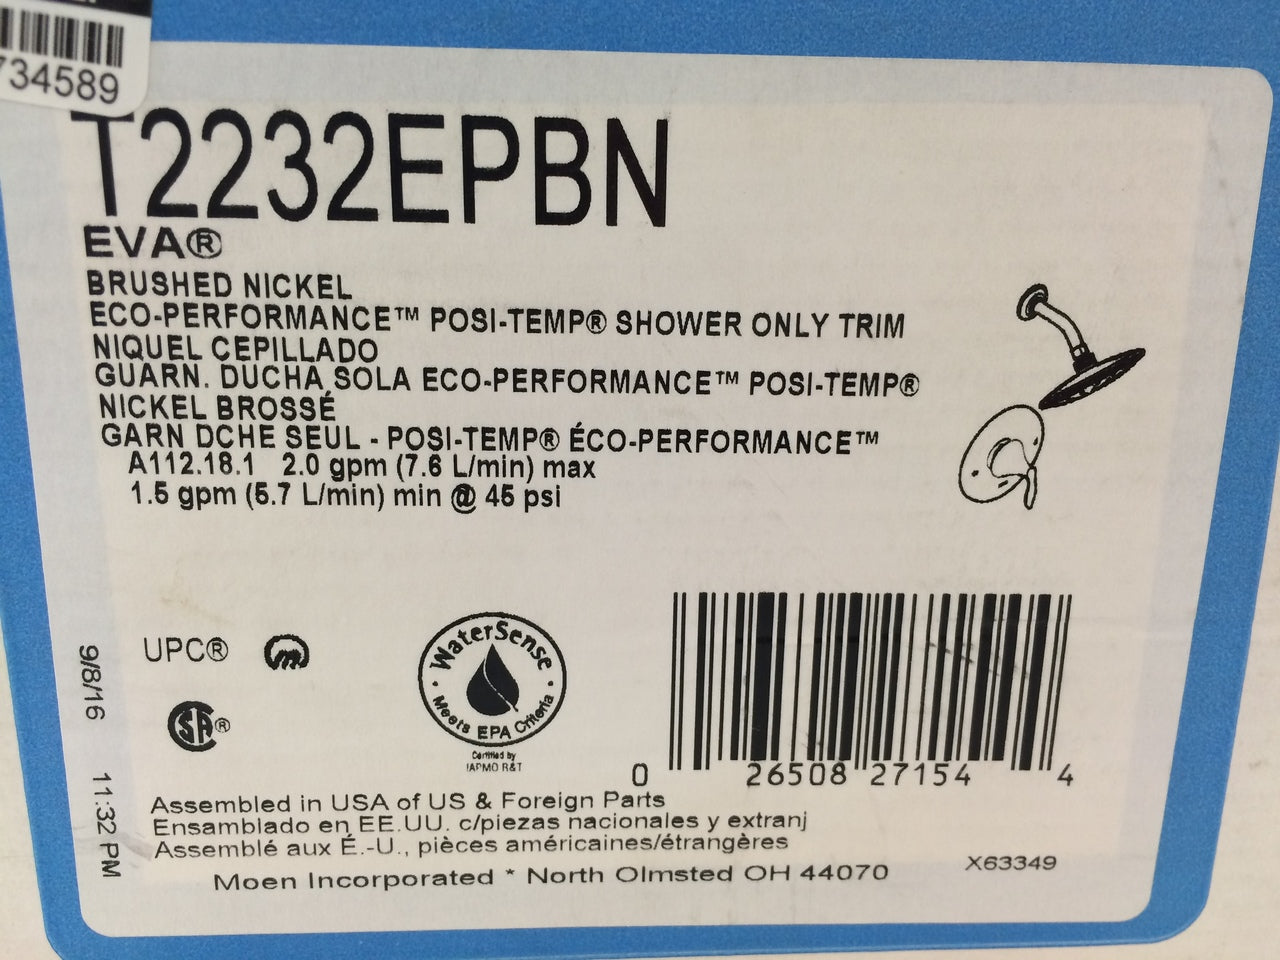 734589
T2232EPBN
EVA®
BRUSHED NICKEL
ECO-PERFORMANCE™ POSI-TEMP® SHOWER ONLY TRIM
NIQUEL CEPILLADO
GUARN. DUCHA SOLA ECO-PERFORMANCE™ POSI-TEMP®
NICKEL BROSSÉ
GARN DCHE SEUL - POSI-TEMP® ÉCO-PERFORMANCE™
A112.18.1 2.0 gpm (7.6 L/min) max
1.5 gpm (5.7 L/min) min @ 45 psi
UPC®
SA®
WaterSense
Meets EPA Criteria
Certified by
IAPMO R&T
0 26508 27154 4
9/8/16 11:32 PM
Assembled in USA of US & Foreign Parts
Ensamblado en EE.UU. c/piezas nacionales y extranj
Assemblé aux É.-U., pièces américaines/étrangères
Moen Incorporated * North Olmsted OH 44070
X63349